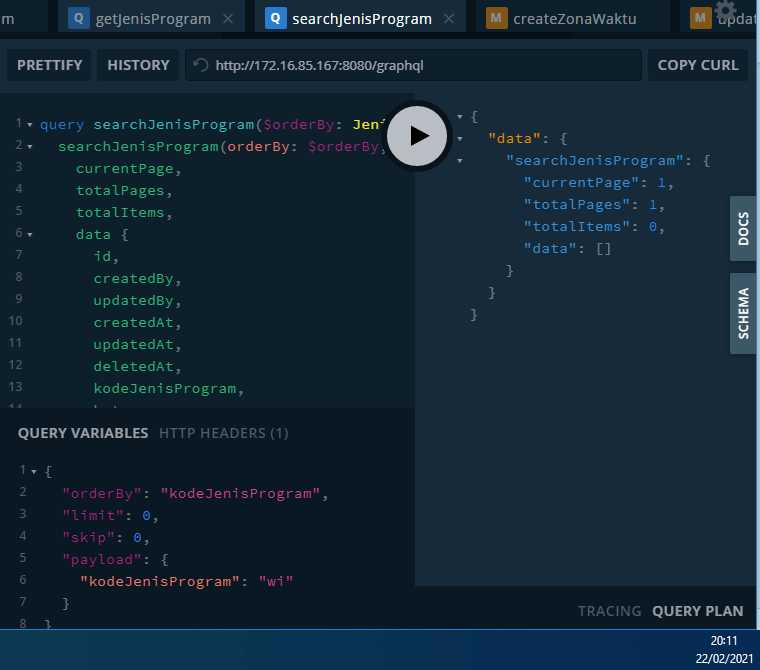 m
Q getJenisProgram ×
Q searchJenisProgram ×
M createZonaWaktu
M updat
PRETTIFY HISTORY http://172.16.85.167:8080/graphql COPY CURL
1 query searchJenisProgram($orderBy: Jeni
2 searchJenisProgram(orderBy: $orderBy,
3 currentPage,
4 totalPages,
5 totalItems,
6 data {
7 id,
8 createdBy,
9 updatedBy,
10 createdAt,
11 updatedAt,
12 deletedAt,
13 kodeJenisProgram,
14
{
"data": {
"searchJenisProgram": {
"currentPage": 1,
"totalPages": 1,
"totalItems": 0,
"data": []
}
}
}
DOCS
SCHEMA
QUERY VARIABLES HTTP HEADERS (1)
1 {
2 "orderBy": "kodeJenisProgram",
3 "limit": 0,
4 "skip": 0,
5 "payload": {
6 "kodeJenisProgram": "wi"
7 }
8 }
TRACING QUERY PLAN
20:11
22/02/2021